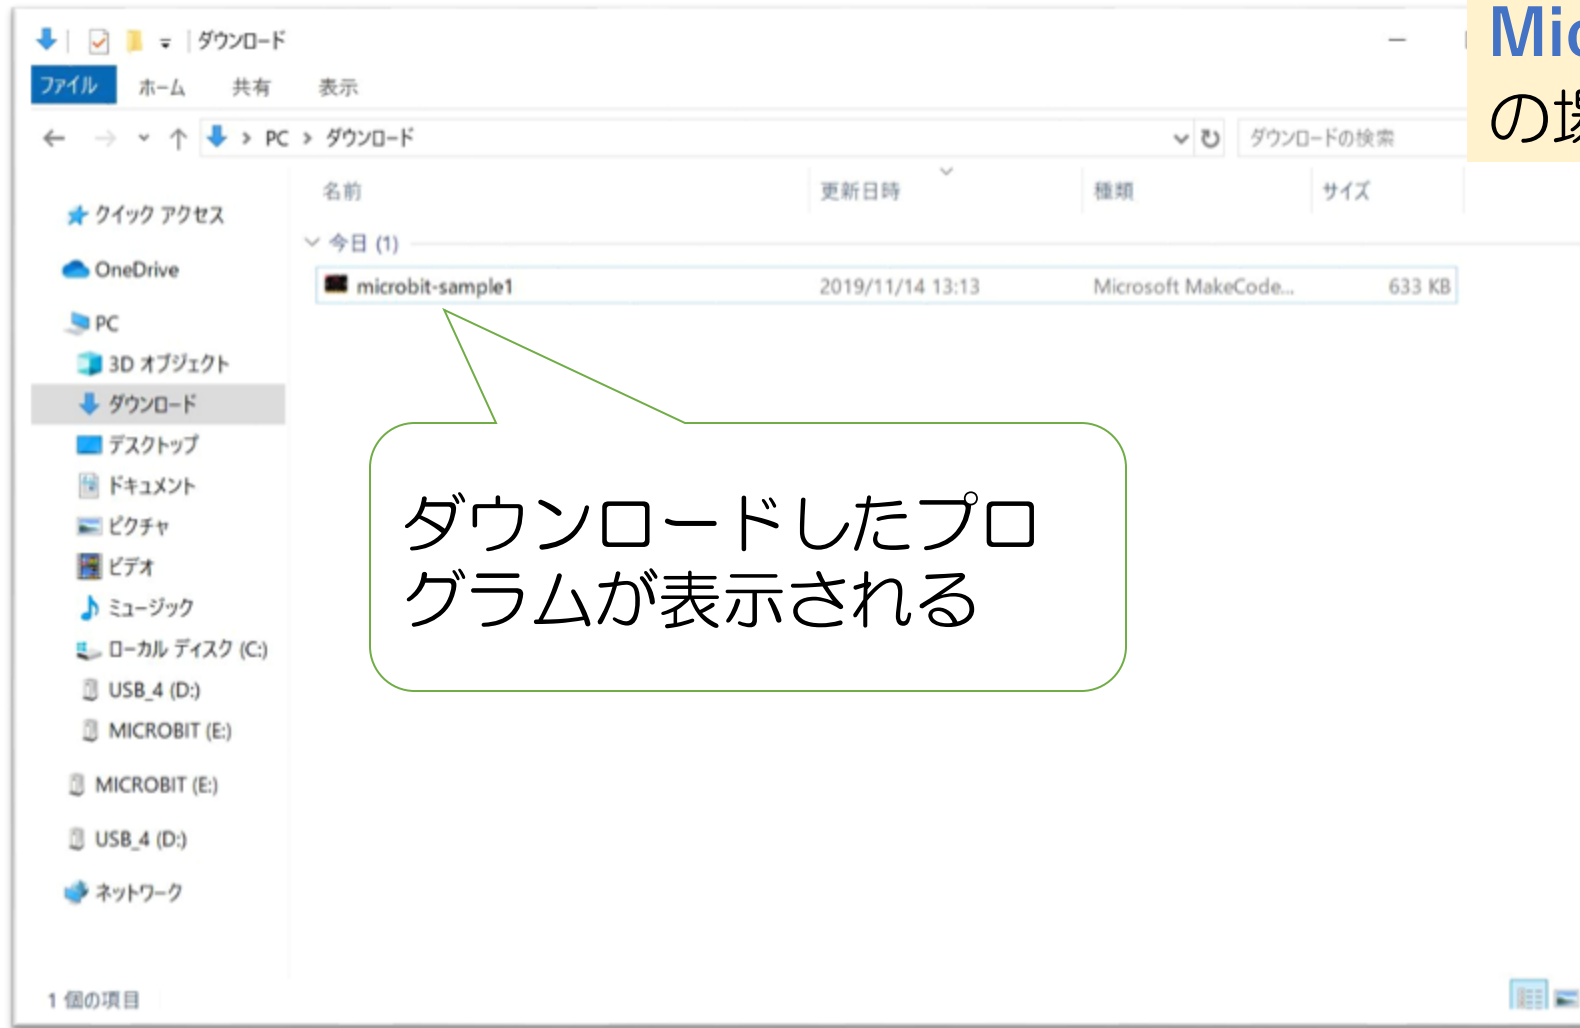 ダウンロード
Mic
ファイル ホーム 共有 表示
PC > ダウンロード
ダウンロードの検索
の場
名前 更新日時 種類 サイズ
今日 (1)
microbit-sample1 2019/11/14 13:13 Microsoft MakeCode... 633 KB
クイック アクセス
OneDrive
PC
3D オブジェクト
ダウンロード
デスクトップ
ドキュメント
ピクチャ
ビデオ
ミュージック
ローカル ディスク (C:)
USB_4 (D:)
MICROBIT (E:)
MICROBIT (E:)
USB_4 (D:)
ネットワーク
ダウンロードしたプロ
グラムが表示される
1 個の項目